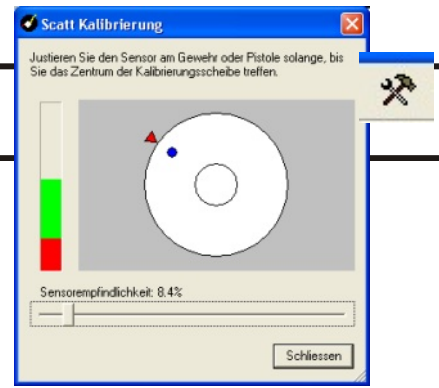 Scatt Kalibrierung
Justieren Sie den Sensor am Gewehr oder Pistole solange, bis
Sie das Zentrum der Kalibrierungsscheibe treffen.
Sensorempfindlichkeit: 8.4%
Schliessen